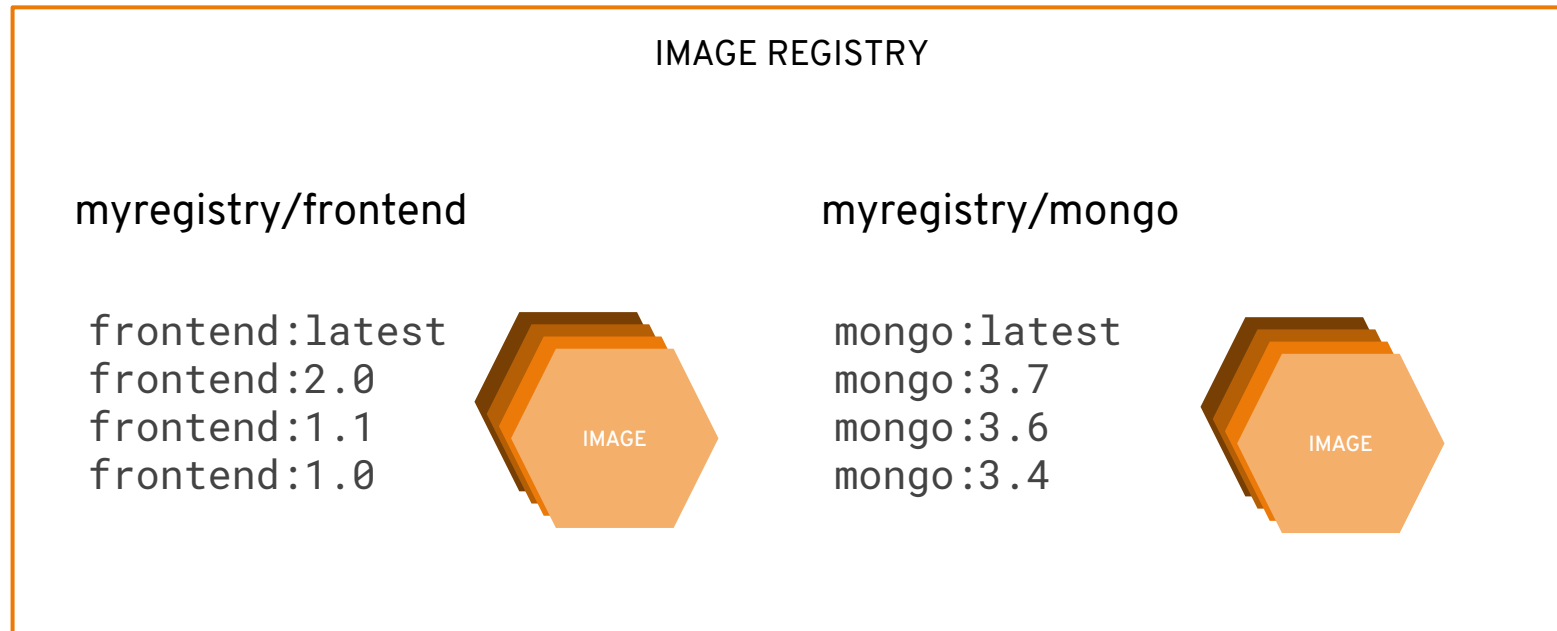 IMAGE REGISTRY
myregistry/frontend
frontend:latest
frontend:2.0
frontend:1.1
frontend:1.0
IMAGE
myregistry/mongo
mongo:latest
mongo:3.7
mongo:3.6
mongo:3.4
IMAGE